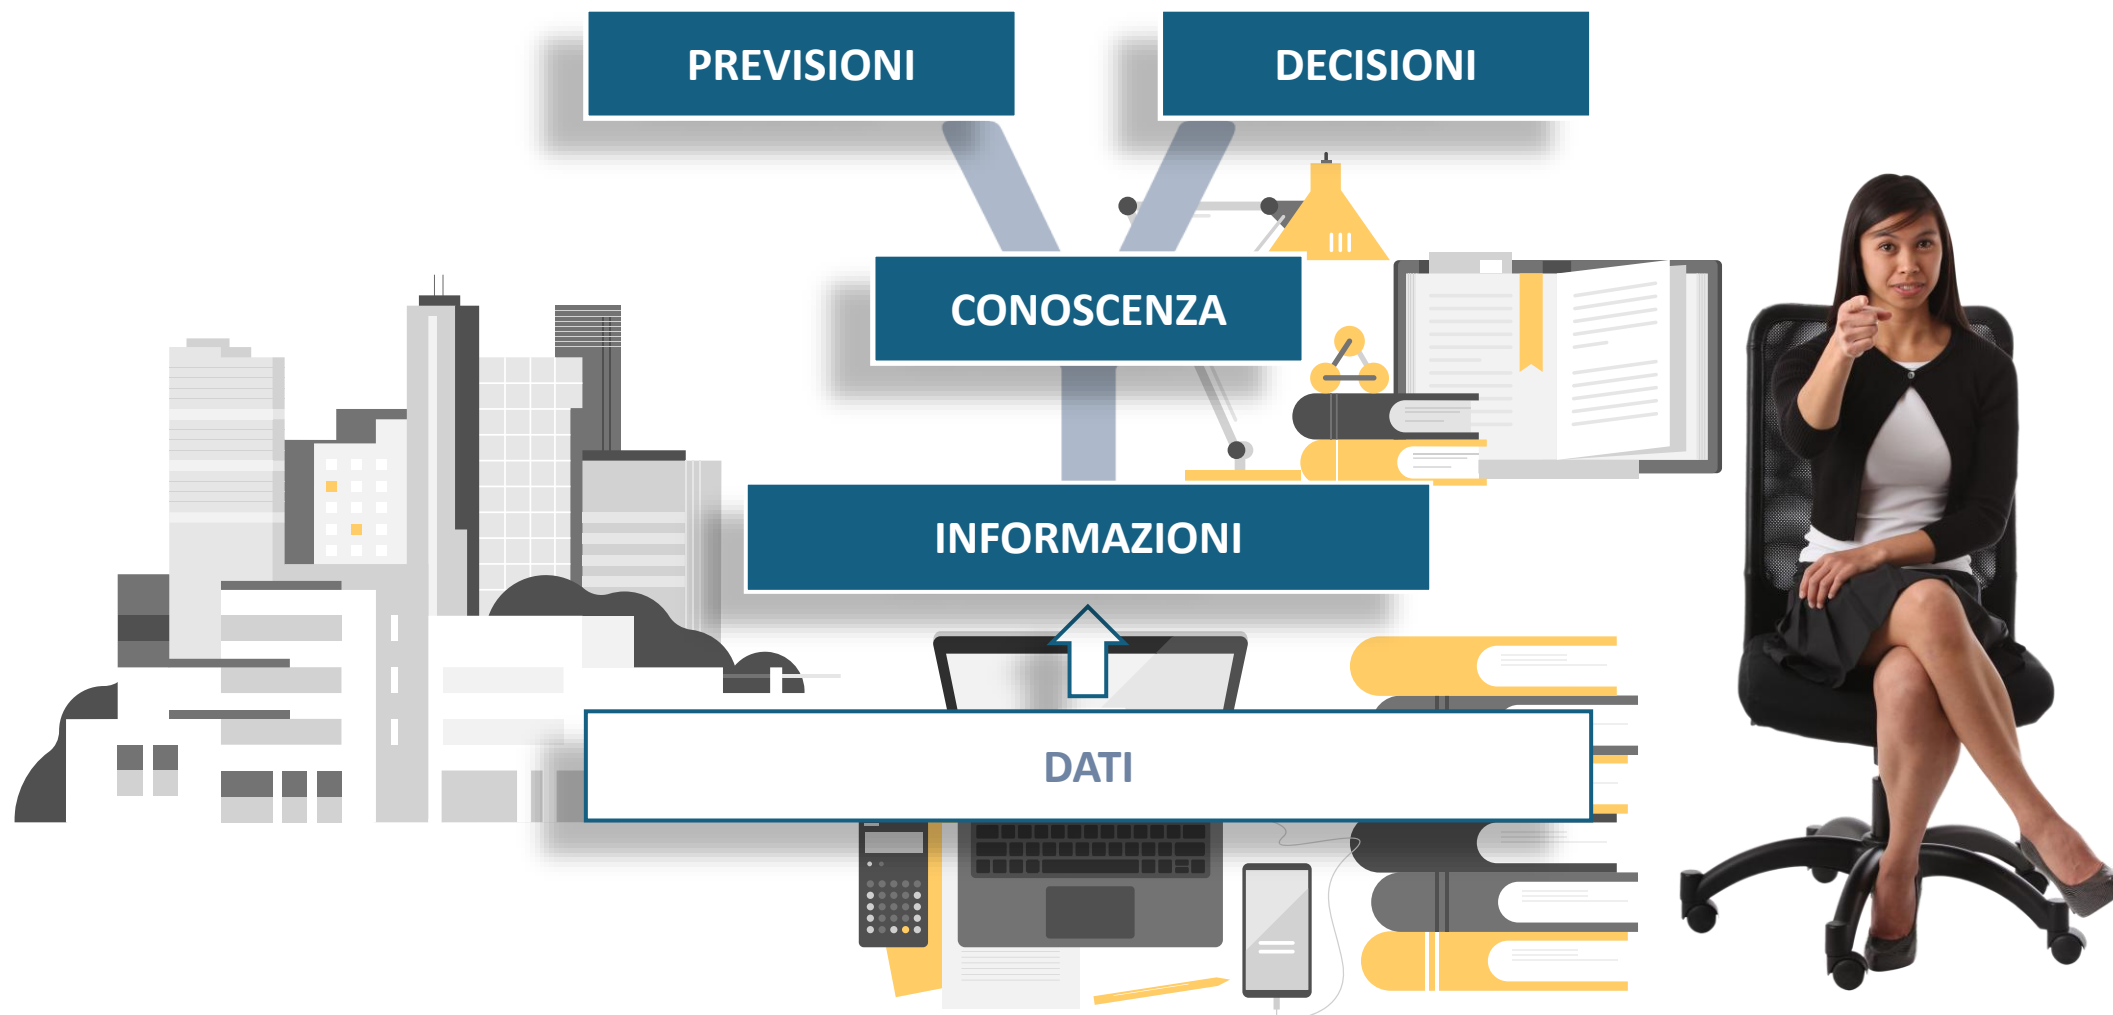 PREVISIONI
DECISIONI
CONOSCENZA
INFORMAZIONI
DATI